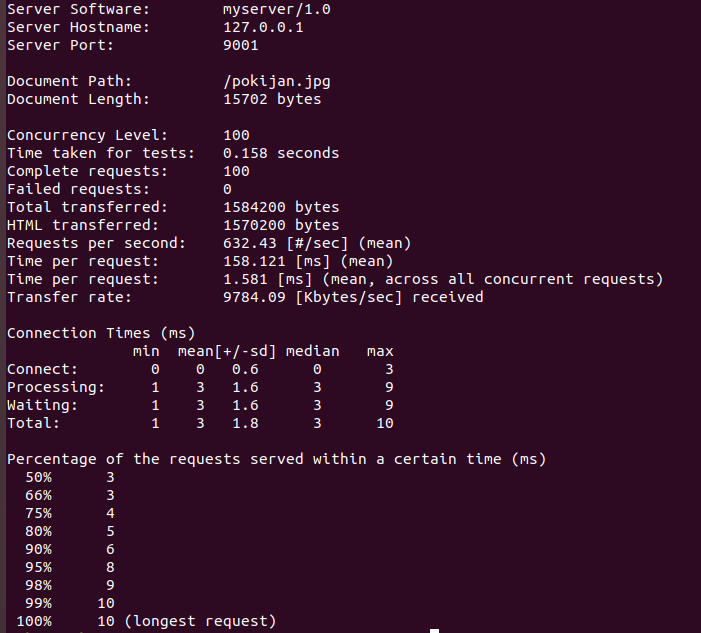 Server Software:        myserver/1.0
Server Hostname:        127.0.0.1
Server Port:            9001

Document Path:          /pokijan.jpg
Document Length:        15702 bytes

Concurrency Level:      100
Time taken for tests:   0.158 seconds
Complete requests:      100
Failed requests:        0
Total transferred:      1584200 bytes
HTML transferred:       1570200 bytes
Requests per second:    632.43 [#/sec] (mean)
Time per request:       158.121 [ms] (mean)
Time per request:       1.581 [ms] (mean, across all concurrent requests)
Transfer rate:          9784.09 [Kbytes/sec] received

Connection Times (ms)
              min  mean[+/-sd] median   max
Connect:        0    0   0.6      0       3
Processing:     1    3   1.6      3       9
Waiting:        1    3   1.6      3       9
Total:          1    3   1.8      3      10

Percentage of the requests served within a certain time (ms)
  50%      3
  66%      3
  75%      4
  80%      5
  90%      6
  95%      8
  98%      9
  99%     10
 100%     10 (longest request)